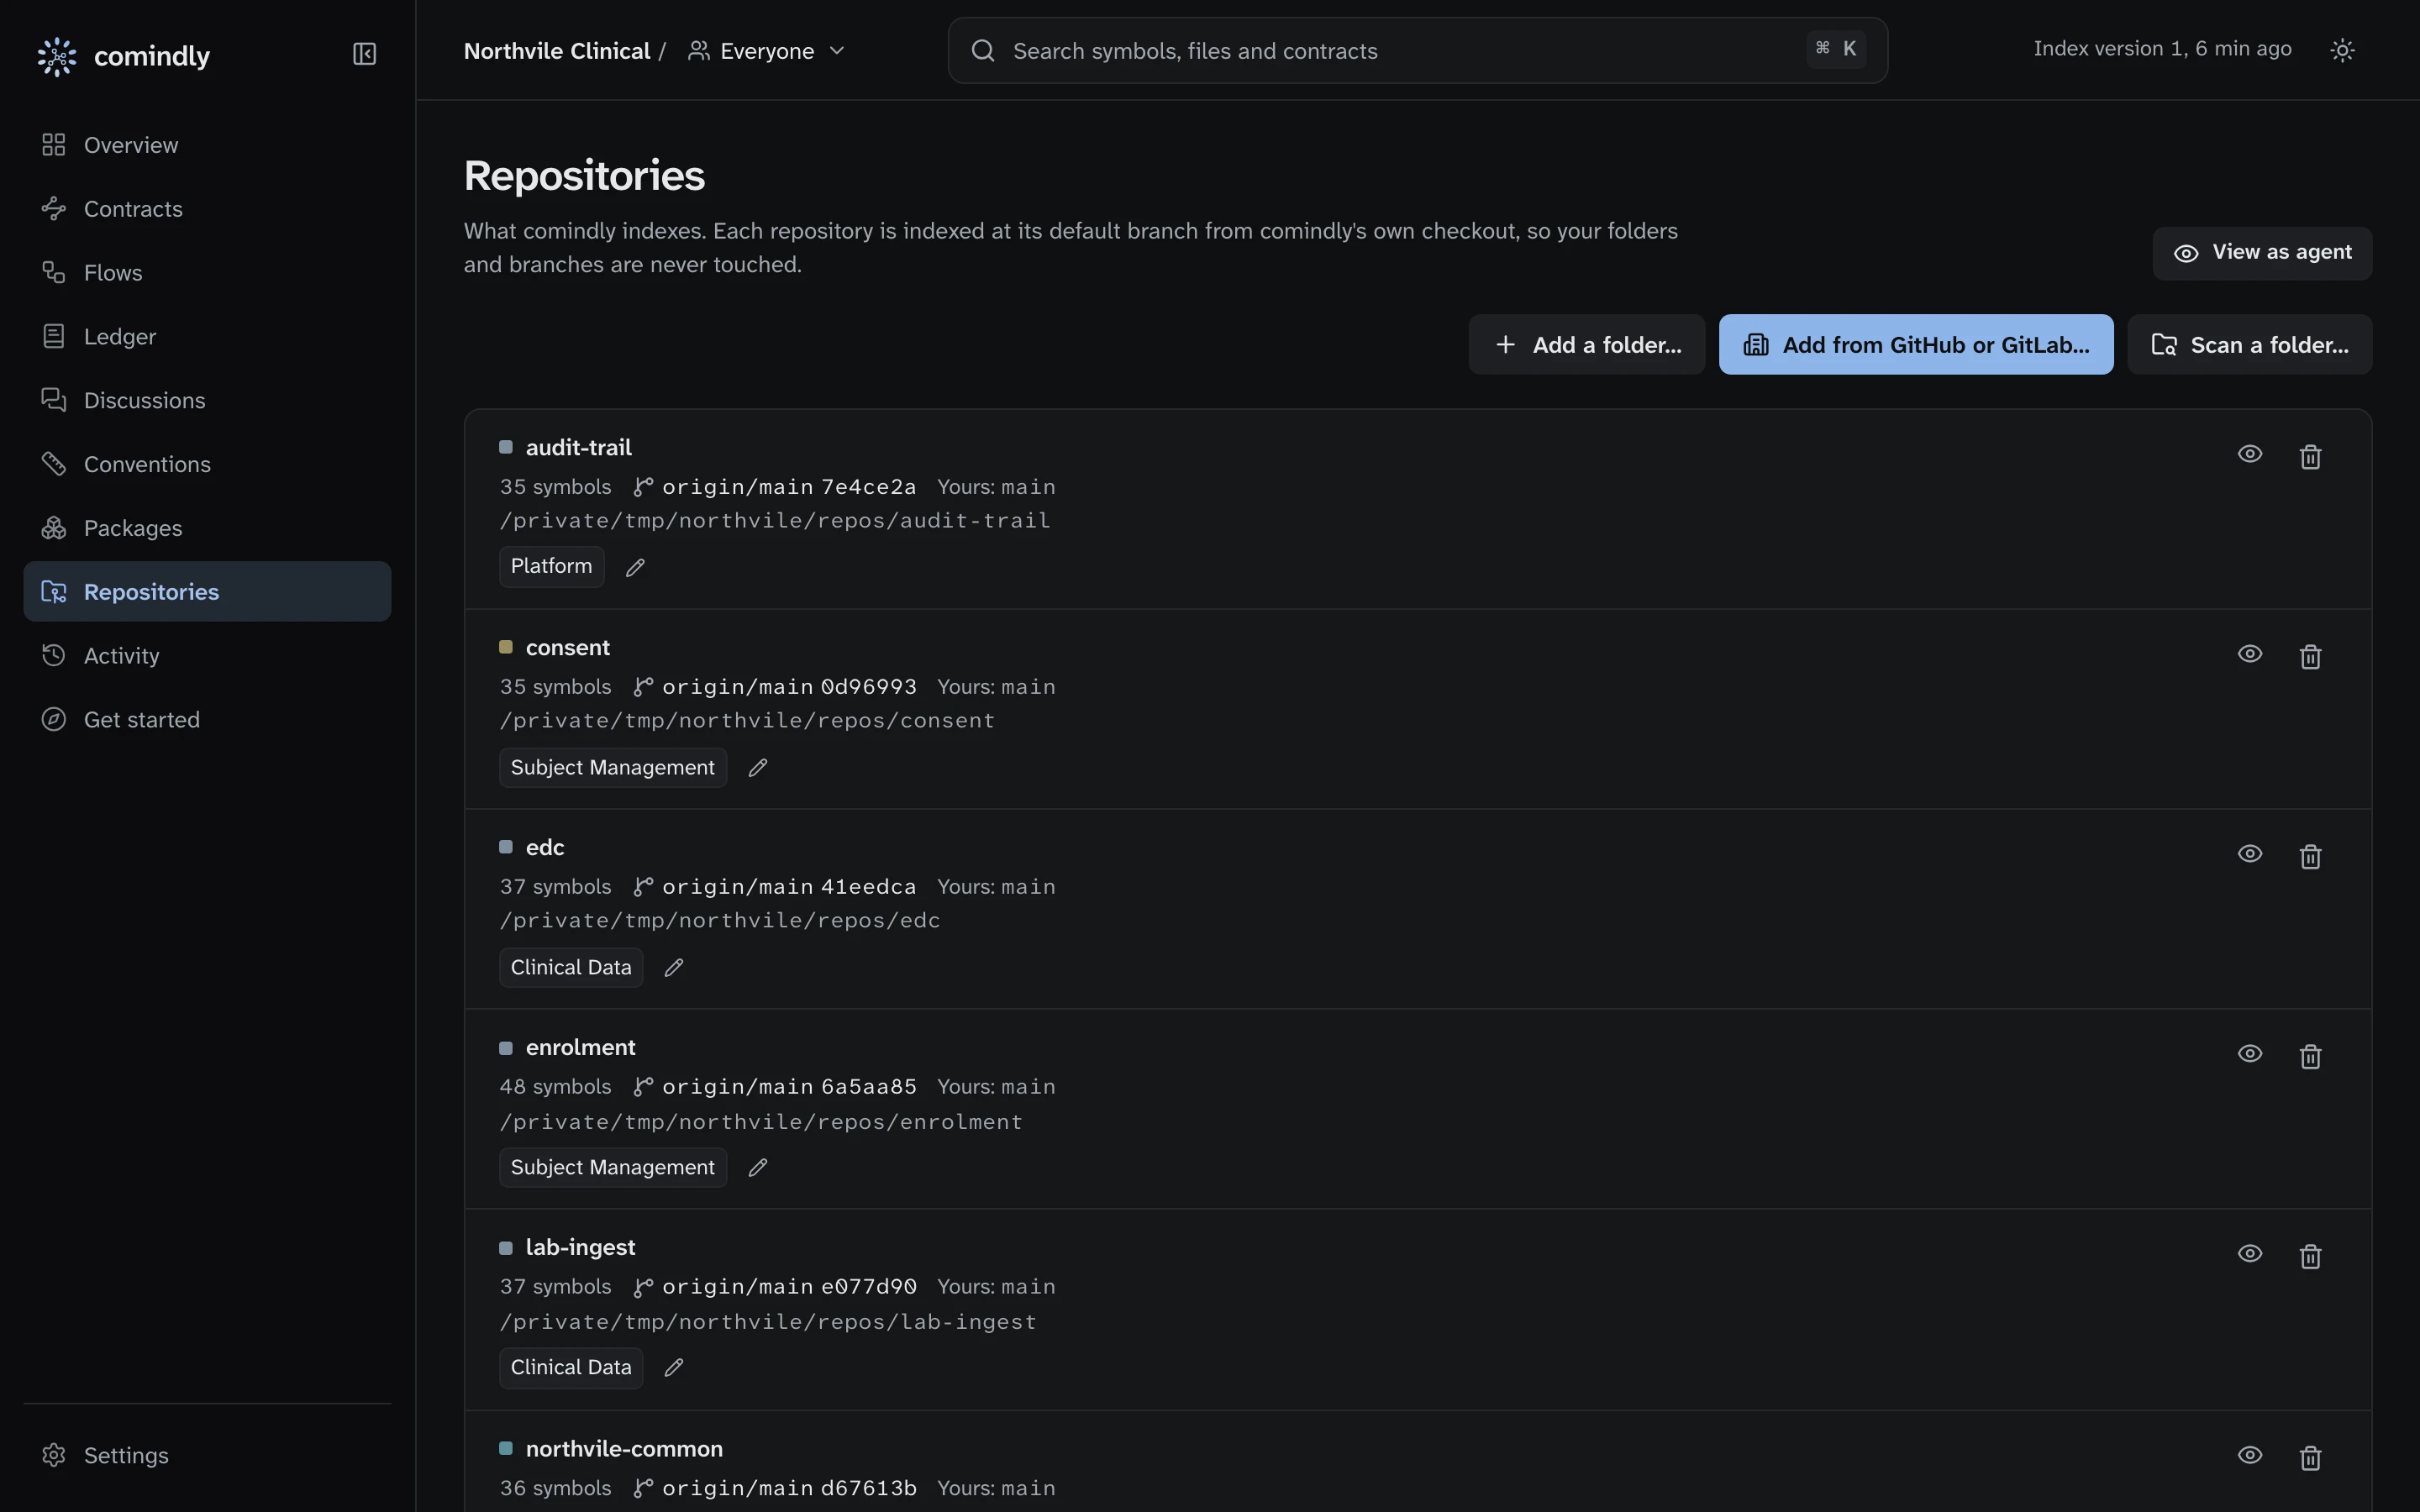 comindly
Overview
Contracts
Flows
Ledger
Discussions
Conventions
Packages
Repositories
Activity
Get started
Settings
Northvile Clinical / Everyone
Search symbols, files and contracts ⌘ K
Index version 1, 6 min ago
Repositories
What comindly indexes. Each repository is indexed at its default branch from comindly's own checkout, so your folders
and branches are never touched.
View as agent
Add a folder...
Add from GitHub or GitLab...
Scan a folder...
audit-trail
35 symbols origin/main 7e4ce2a Yours: main
/private/tmp/northvile/repos/audit-trail
Platform
consent
35 symbols origin/main 0d96993 Yours: main
/private/tmp/northvile/repos/consent
Subject Management
edc
37 symbols origin/main 41eedca Yours: main
/private/tmp/northvile/repos/edc
Clinical Data
enrolment
48 symbols origin/main 6a5aa85 Yours: main
/private/tmp/northvile/repos/enrolment
Subject Management
lab-ingest
37 symbols origin/main e077d90 Yours: main
/private/tmp/northvile/repos/lab-ingest
Clinical Data
northvile-common
36 symbols origin/main d67613b Yours: main